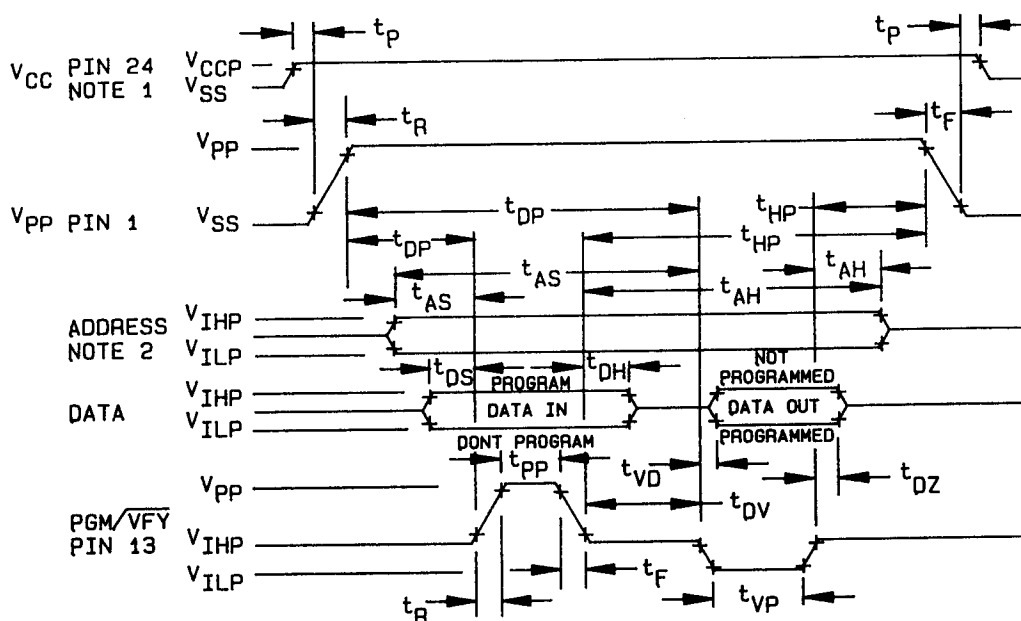 tP tP
VCC PIN 24 VCCP
NOTE 1 VSS
tR tF
VPP
VPP PIN 1 VSS
tDP tHP
tDP tHP
tAS tAH
tAS tAH
ADDRESS VIHP
NOTE 2 VILP
tDS PROGRAM tDH NOT PROGRAMMED
DATA VIHP
DATA IN DATA OUT
VILP
DONT PROGRAM PROGRAMMED
tPP tVD tDZ
VPP
tDV
PGM/VFY VIHP
PIN 13
VILP
tF tVP
tR